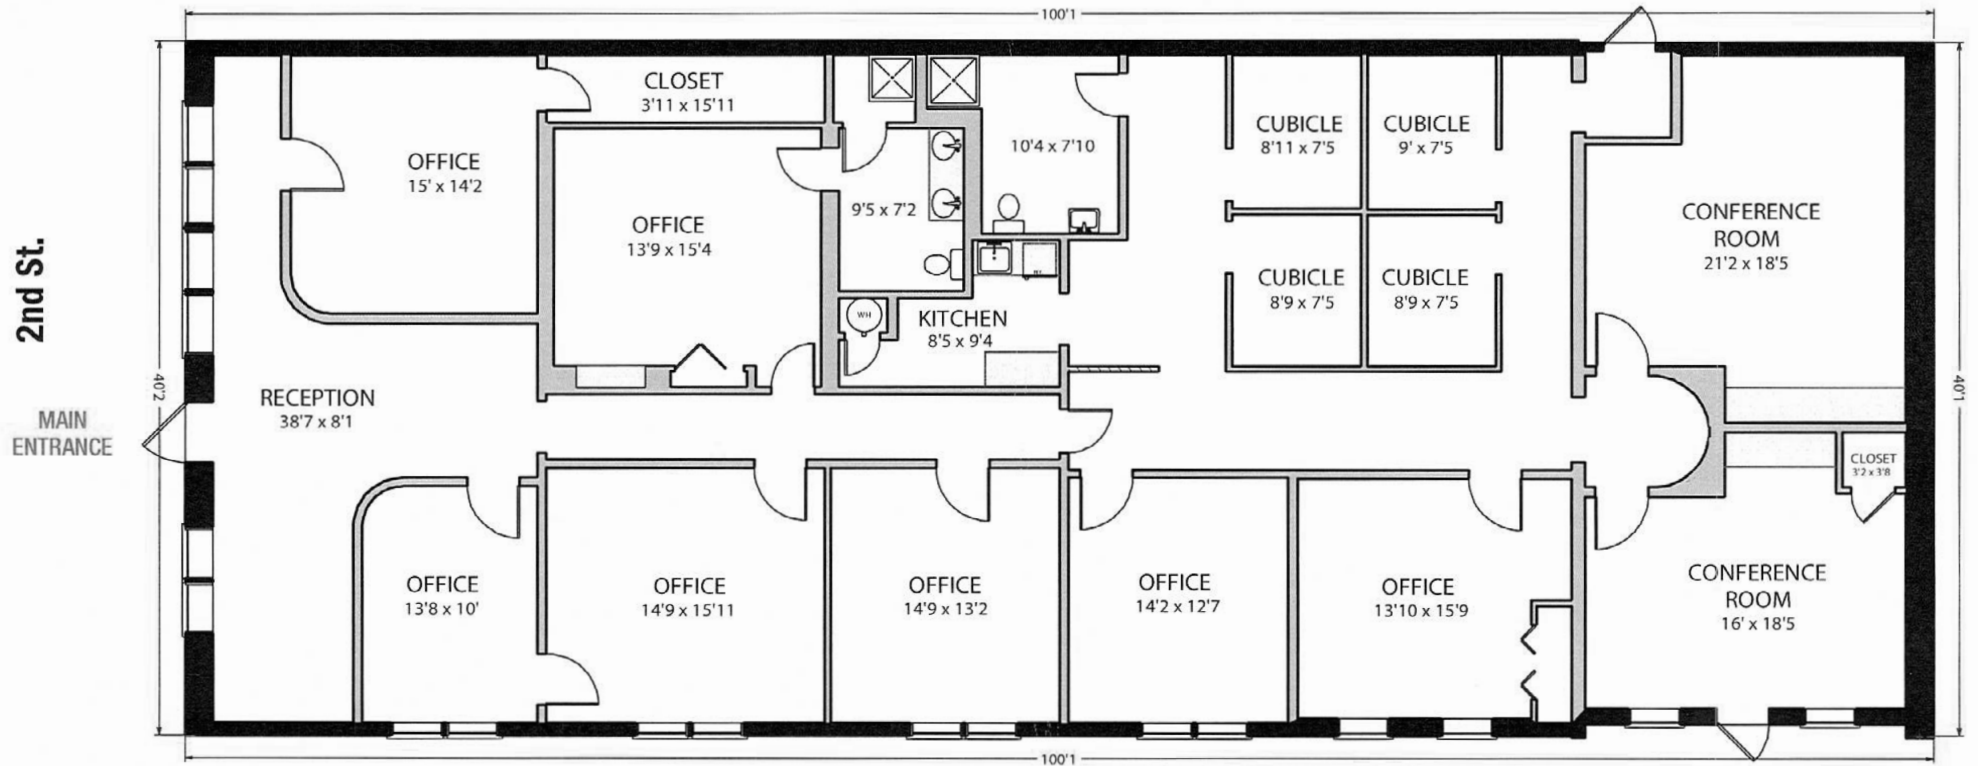 100'1
2nd St.
40'2
40'1
MAIN
ENTRANCE
CLOSET
3'11 x 15'11
OFFICE
15' x 14'2
OFFICE
13'9 x 15'4
9'5 x 7'2
10'4 x 7'10
CUBICLE
8'11 x 7'5
CUBICLE
9' x 7'5
CUBICLE
8'9 x 7'5
CUBICLE
8'9 x 7'5
CONFERENCE
ROOM
21'2 x 18'5
WH
KITCHEN
8'5 x 9'4
RECEPTION
38'7 x 8'1
CLOSET
3'2 x 3'8
OFFICE
13'8 x 10'
OFFICE
14'9 x 15'11
OFFICE
14'9 x 13'2
OFFICE
14'2 x 12'7
OFFICE
13'10 x 15'9
CONFERENCE
ROOM
16' x 18'5
100'1